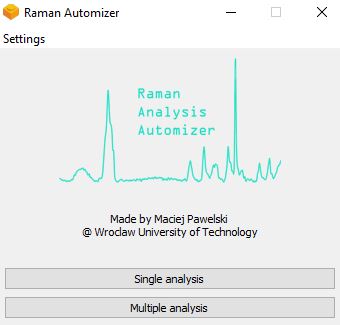 Raman Automizer
Settings
Raman
Analysis
Automizer
Made by Maciej Pawelski
@ Wroclaw University of Technology
Single analysis
Multiple analysis